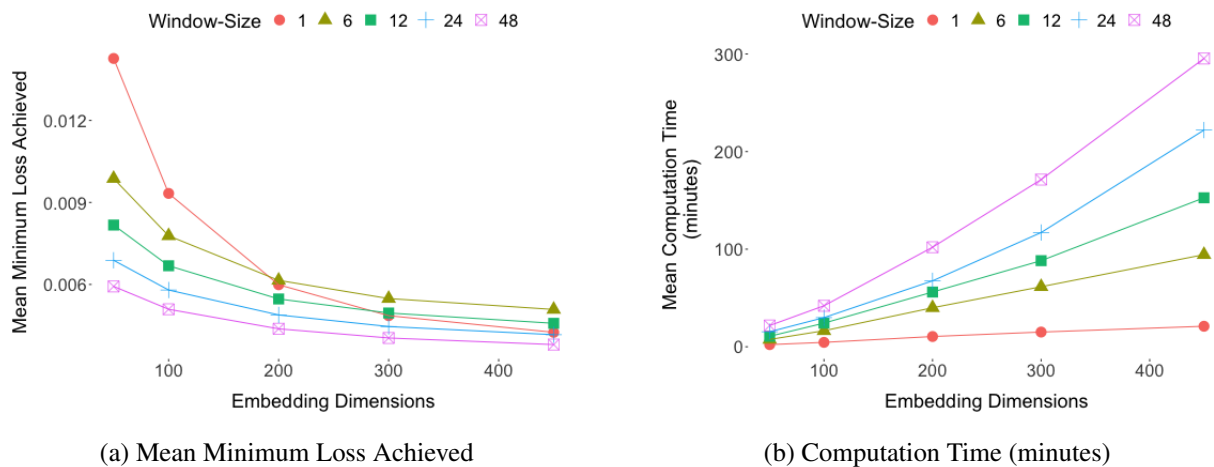 Window-Size 1 6 12 24 48
Mean Minimum Loss Achieved
0.012
0.009
0.006
100 200 300 400
Embedding Dimensions
(a) Mean Minimum Loss Achieved
Window-Size 1 6 12 24 48
Mean Computation Time
(minutes)
300
200
100
0
100 200 300 400
Embedding Dimensions
(b) Computation Time (minutes)